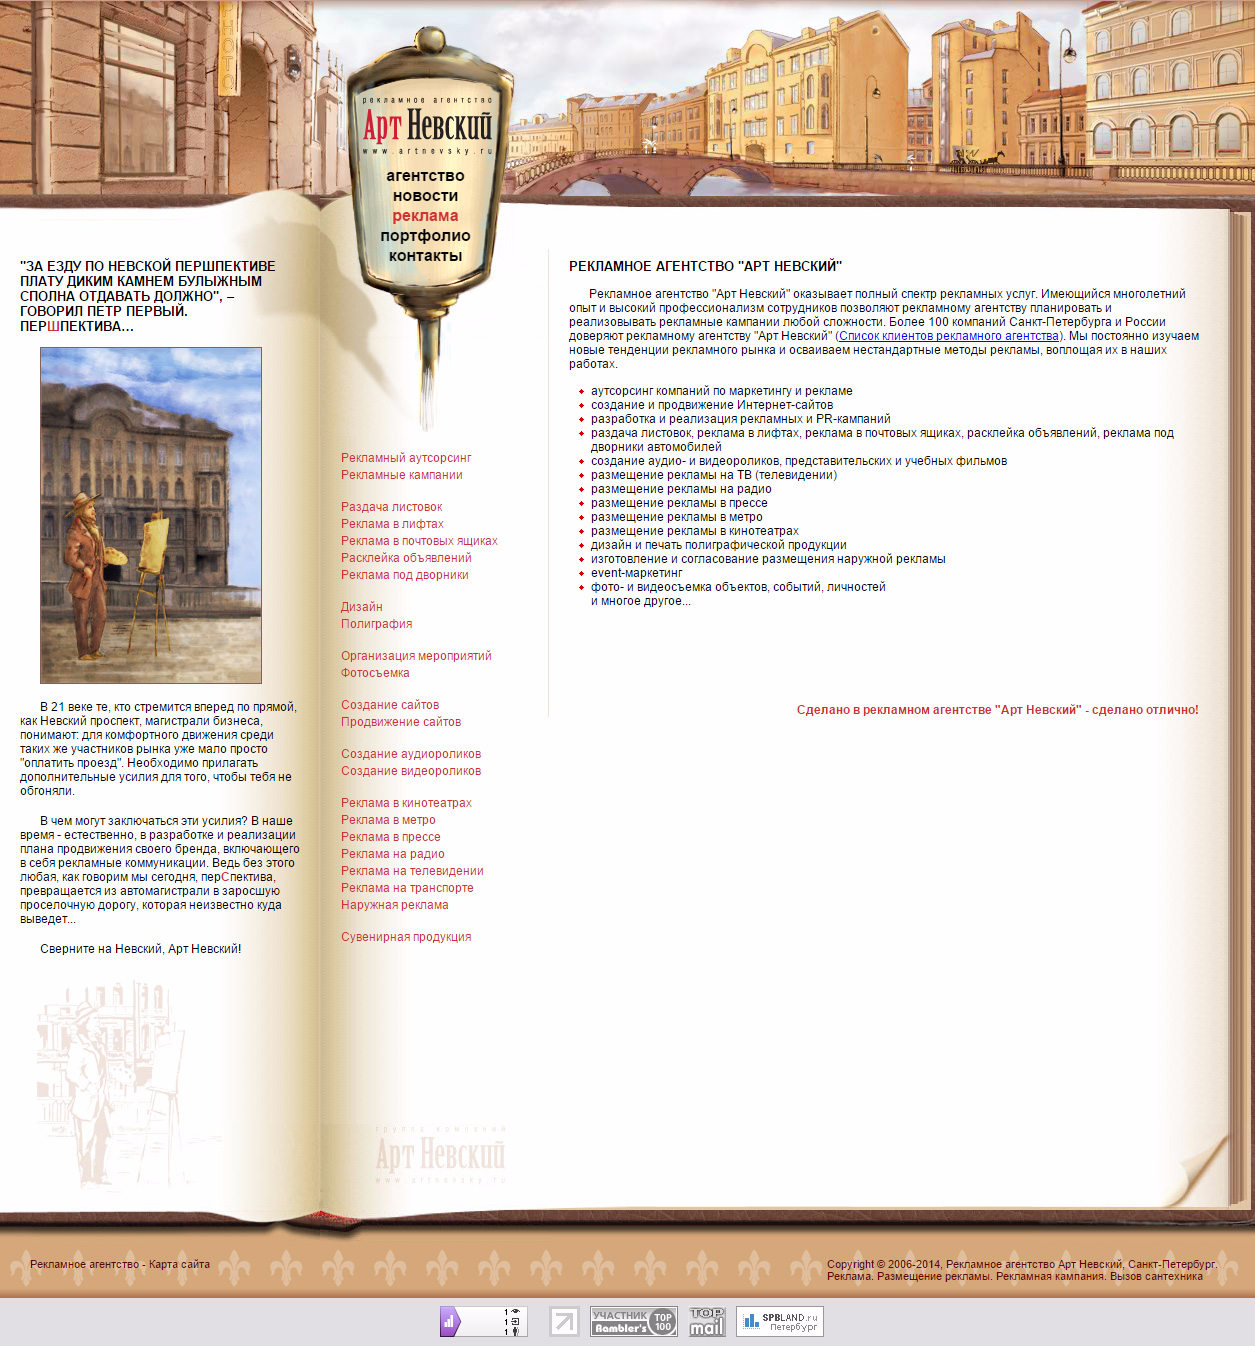 рекламное агентство
Арт Невский
www.artnevsky.ru
агентство
новости
реклама
портфолио
контакты
"ЗА ЕЗДУ ПО НЕВСКОЙ ПЕРШПЕКТИВЕ
ПЛАТУ ДИКИМ КАМНЕМ БУЛЫЖНЫМ
СПОЛНА ОТДАВАТЬ ДОЛЖНО", –
ГОВОРИЛ ПЕТР ПЕРВЫЙ.
ПЕРШПЕКТИВА...
В 21 веке те, кто стремится вперед по прямой,
как Невский проспект, магистрали бизнеса,
понимают: для комфортного движения среди
таких же участников рынка уже мало просто
"оплатить проезд". Необходимо прилагать
дополнительные усилия для того, чтобы тебя не
обгоняли.
В чем могут заключаться эти усилия? В наше
время - естественно, в разработке и реализации
плана продвижения своего бренда, включающего
в себя рекламные коммуникации. Ведь без этого
любая, как говорим мы сегодня, перСпектива,
превращается из автомагистрали в заросшую
проселочную дорогу, которая неизвестно куда
выведет...
Сверните на Невский, Арт Невский!
Рекламный аутсорсинг
Рекламные кампании
Раздача листовок
Реклама в лифтах
Реклама в почтовых ящиках
Расклейка объявлений
Реклама под дворники
Дизайн
Полиграфия
Организация мероприятий
Фотосъемка
Создание сайтов
Продвижение сайтов
Создание аудиороликов
Создание видеороликов
Реклама в кинотеатрах
Реклама в метро
Реклама в прессе
Реклама на радио
Реклама на телевидении
Реклама на транспорте
Наружная реклама
Сувенирная продукция
группа компаний
Арт Невский
www.artnevsky.ru
РЕКЛАМНОЕ АГЕНТСТВО "АРТ НЕВСКИЙ"
Рекламное агентство "Арт Невский" оказывает полный спектр рекламных услуг. Имеющийся многолетний
опыт и высокий профессионализм сотрудников позволяют рекламному агентству планировать и
реализовывать рекламные кампании любой сложности. Более 100 компаний Санкт-Петербурга и России
доверяют рекламному агентству "Арт Невский" (Список клиентов рекламного агентства). Мы постоянно изучаем
новые тенденции рекламного рынка и осваиваем нестандартные методы рекламы, воплощая их в наших
работах.
аутсорсинг компаний по маркетингу и рекламе
создание и продвижение Интернет-сайтов
разработка и реализация рекламных и PR-кампаний
раздача листовок, реклама в лифтах, реклама в почтовых ящиках, расклейка объявлений, реклама под
дворники автомобилей
создание аудио- и видеороликов, представительских и учебных фильмов
размещение рекламы на ТВ (телевидении)
размещение рекламы на радио
размещение рекламы в прессе
размещение рекламы в метро
размещение рекламы в кинотеатрах
дизайн и печать полиграфической продукции
изготовление и согласование размещения наружной рекламы
event-маркетинг
фото- и видеосъемка объектов, событий, личностей
и многое другое...
Сделано в рекламном агентстве "Арт Невский" - сделано отлично!
Рекламное агентство - Карта сайта
Copyright © 2006-2014, Рекламное агентство Арт Невский, Санкт-Петербург.
Реклама. Размещение рекламы. Рекламная кампания. Вызов сантехника
1
1
1
УЧАСТНИК
Rambler's
TOP
100
TOP
mail
SPBLAND.ru
Петербург